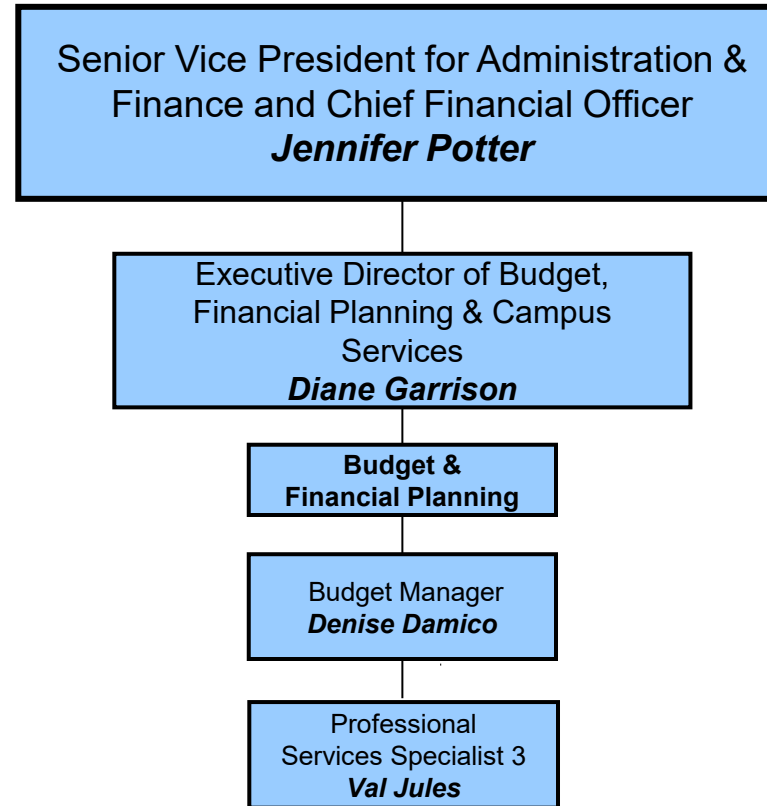 Senior Vice President for Administration &
Finance and Chief Financial Officer
Jennifer Potter
Executive Director of Budget,
Financial Planning & Campus
Services
Diane Garrison
Budget &
Financial Planning
Budget Manager
Denise Damico
Professional
Services Specialist 3
Val Jules